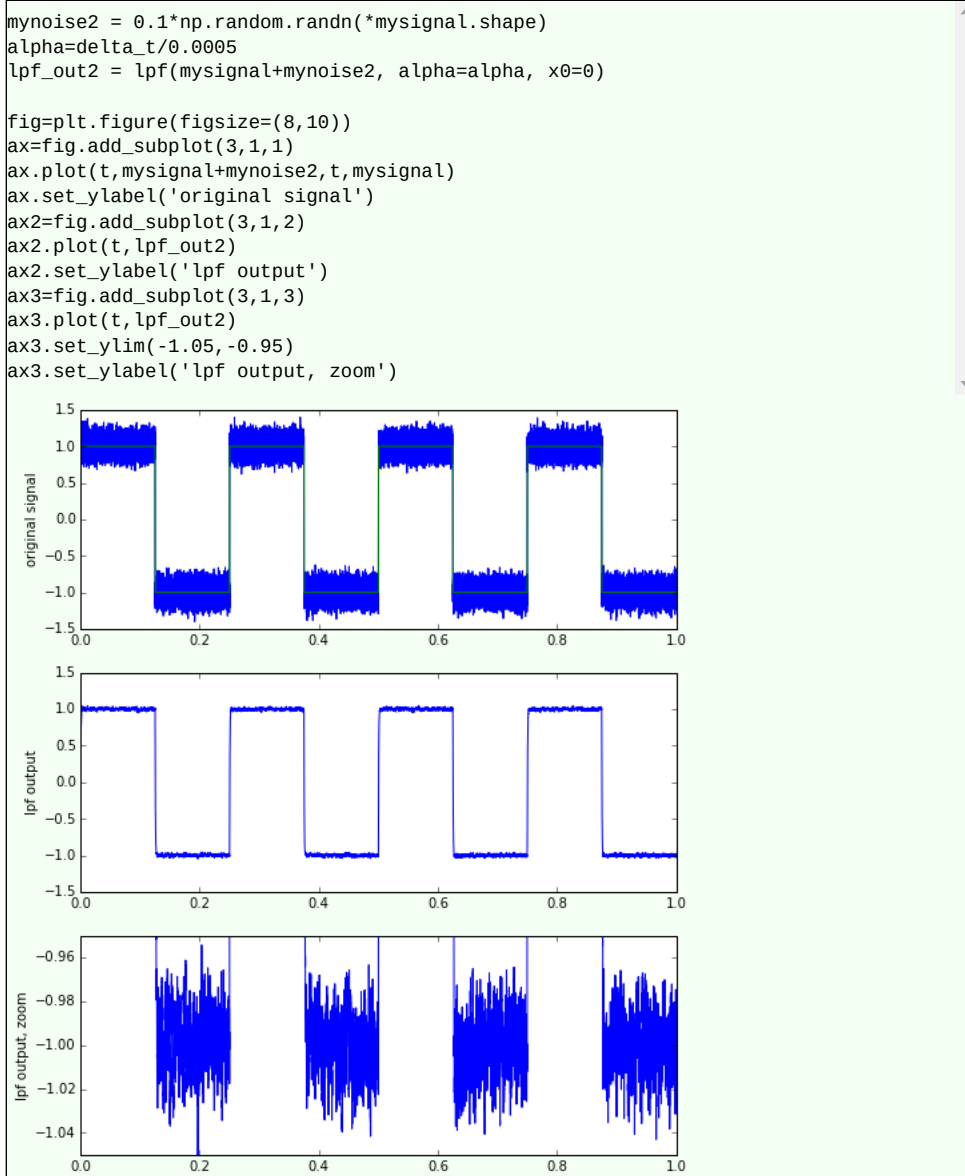 mynoise2 = 0.1*np.random.randn(*mysignal.shape)
alpha=delta_t/0.0005
lpf_out2 = lpf(mysignal+mynoise2, alpha=alpha, x0=0)
fig=plt.figure(figsize=(8,10))
ax=fig.add_subplot(3,1,1)
ax.plot(t,mysignal+mynoise2,t,mysignal)
ax.set_ylabel('original signal')
ax2=fig.add_subplot(3,1,2)
ax2.plot(t,lpf_out2)
ax2.set_ylabel('lpf output')
ax3=fig.add_subplot(3,1,3)
ax3.plot(t,lpf_out2)
ax3.set_ylim(-1.05,-0.95)
ax3.set_ylabel('lpf output, zoom')
original signal
1.5
1.0
0.5
0.0
−0.5
−1.0
−1.5
0.0 0.2 0.4 0.6 0.8 1.0
lpf output
1.5
1.0
0.5
0.0
−0.5
−1.0
−1.5
0.0 0.2 0.4 0.6 0.8 1.0
lpf output, zoom
−0.96
−0.98
−1.00
−1.02
−1.04
0.0 0.2 0.4 0.6 0.8 1.0